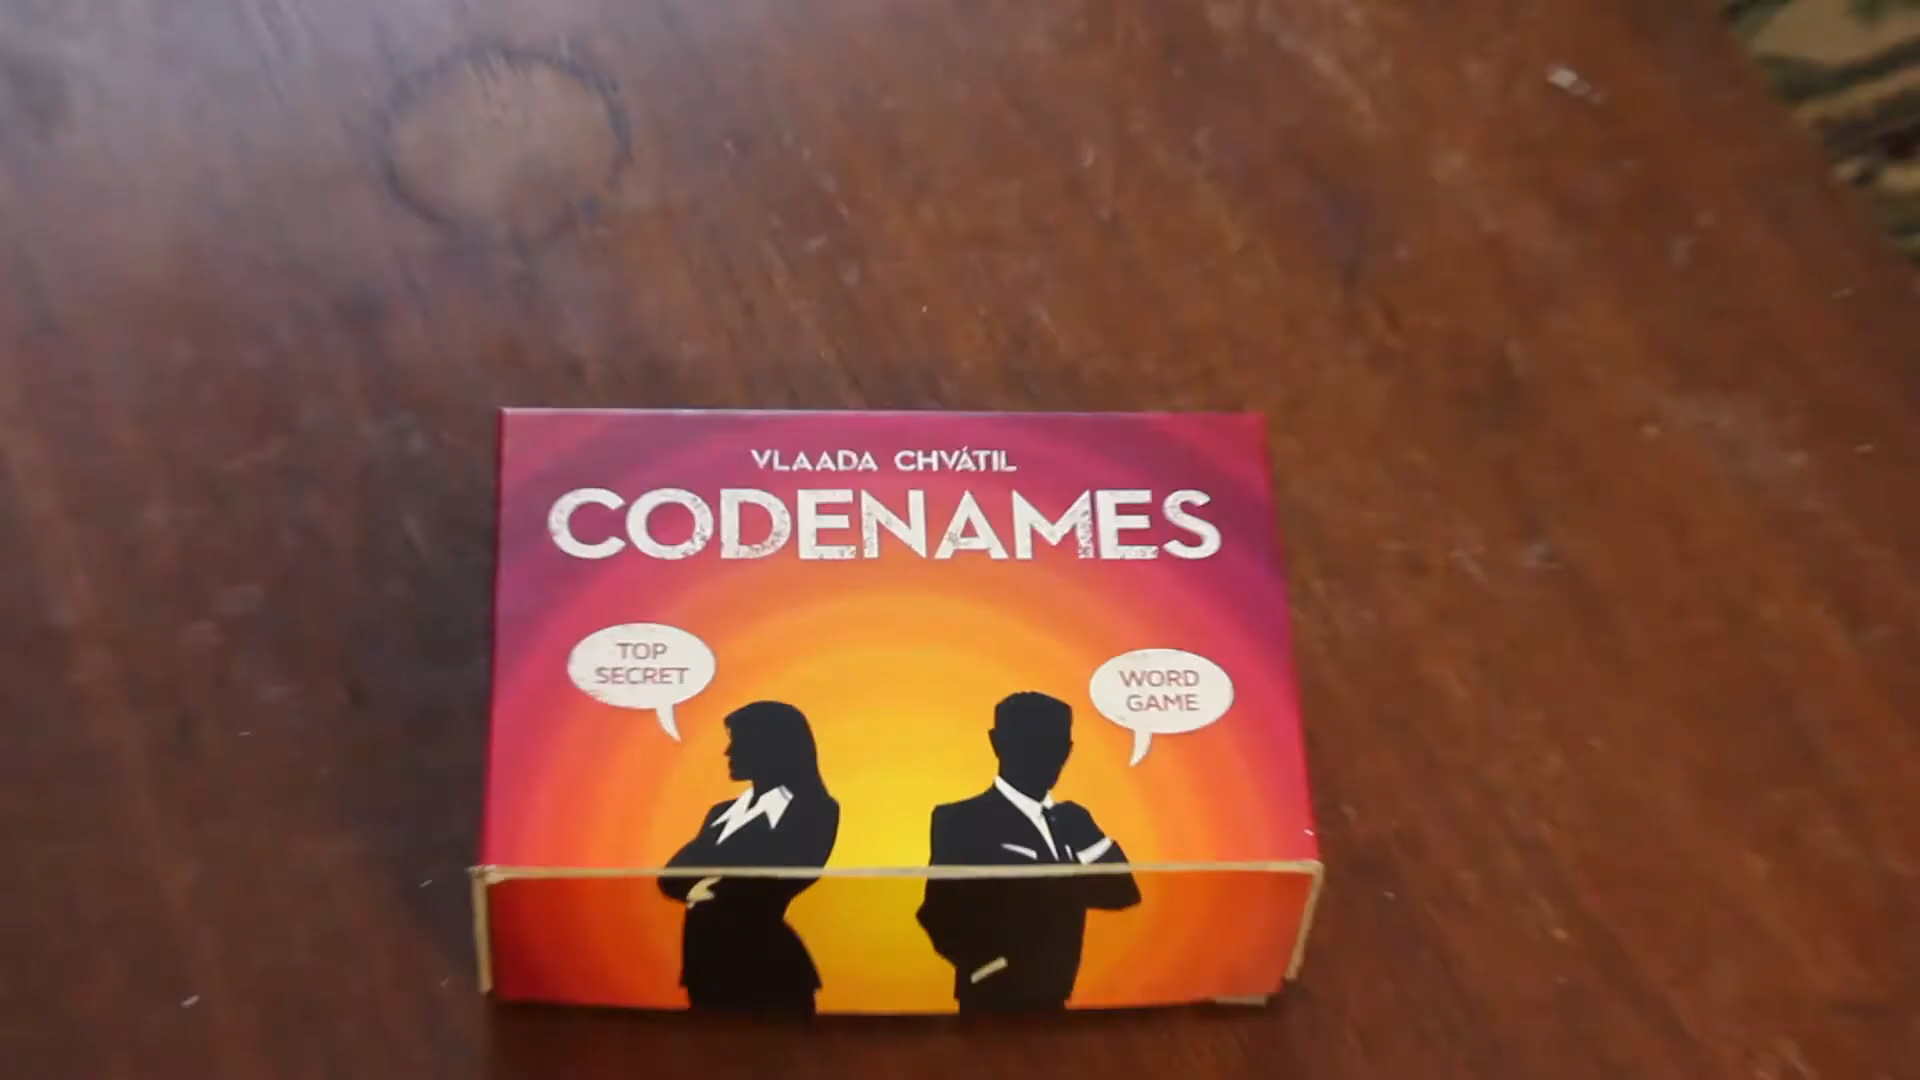 VLAADA CHVÁTIL
CODENAMES
TOP
SECRET
WORD
GAME